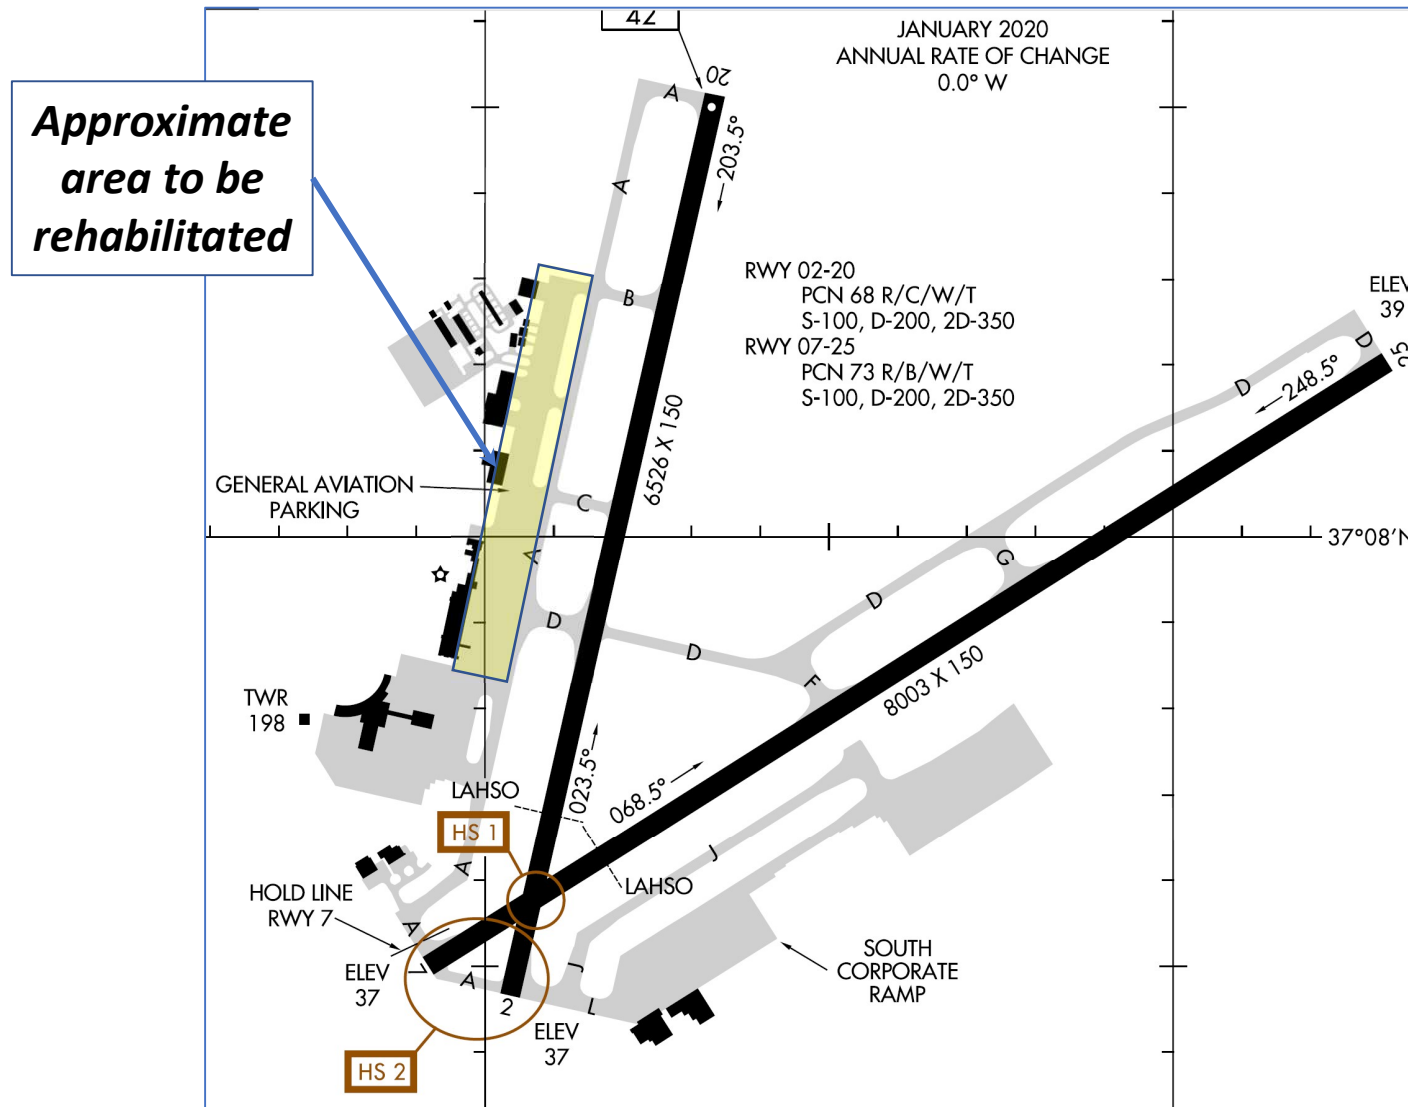 42
JANUARY 2020
ANNUAL RATE OF CHANGE
0.0° W
Approximate
area to be
rehabilitated
A
20
203.5°
A
RWY 02-20
PCN 68 R/C/W/T
S-100, D-200, 2D-350
RWY 07-25
PCN 73 R/B/W/T
S-100, D-200, 2D-350
ELEV
39
B
D
25
248.5°
D
6526 X 150
GENERAL AVIATION
PARKING
C
A
37°08'N
G
D
D
D
F
8003 X 150
TWR
198
LAHSO
023.5°
068.5°
HS 1
J
A
LAHSO
HOLD LINE
RWY 7
A
SOUTH
CORPORATE
RAMP
ELEV
37
7
A
2
J
L
ELEV
37
HS 2